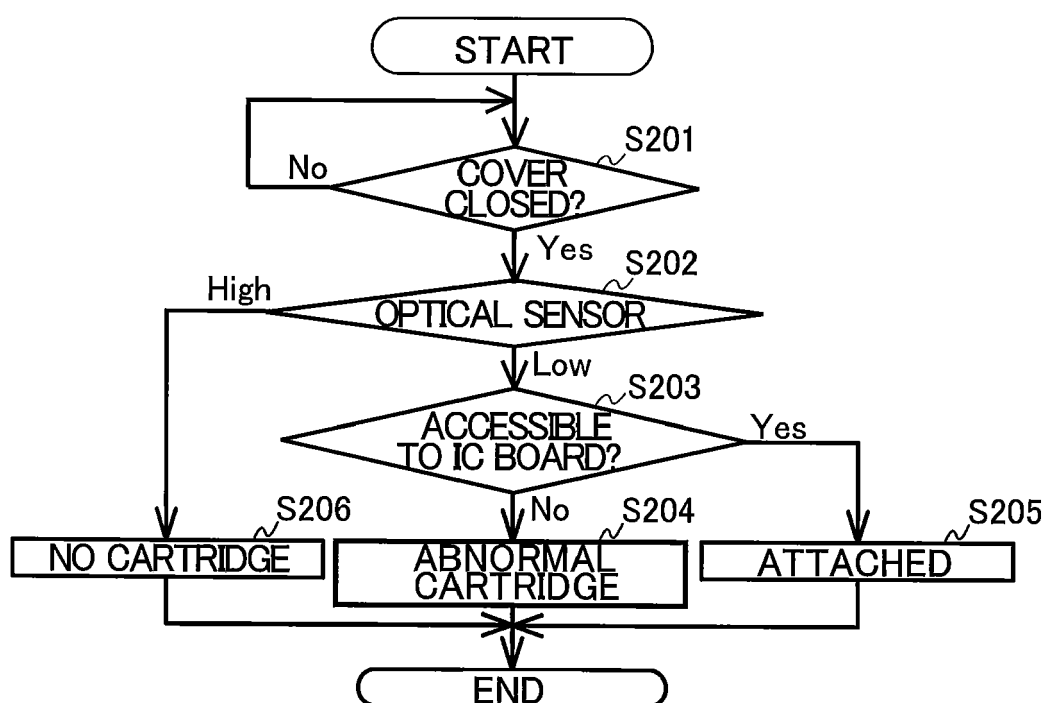 START
S201
No
COVER
CLOSED?
Yes
S202
High
OPTICAL SENSOR
Low
S203
ACCESSIBLE
TO IC BOARD?
Yes
No
S206
S204
S205
NO CARTRIDGE
ABNORMAL
CARTRIDGE
ATTACHED
END